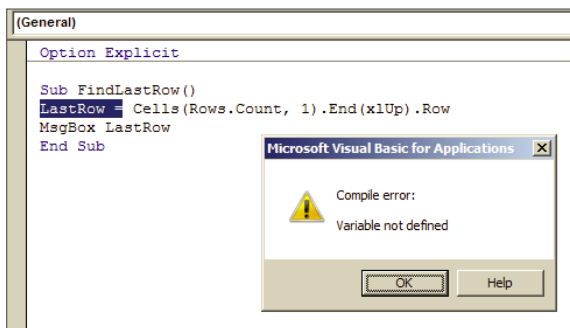 (General)
Option Explicit
Sub FindLastRow()
LastRow = Cells(Rows.Count, 1).End(xlUp).Row
MsgBox LastRow
End Sub
Microsoft Visual Basic for Applications
Compile error:
Variable not defined
OK
Help